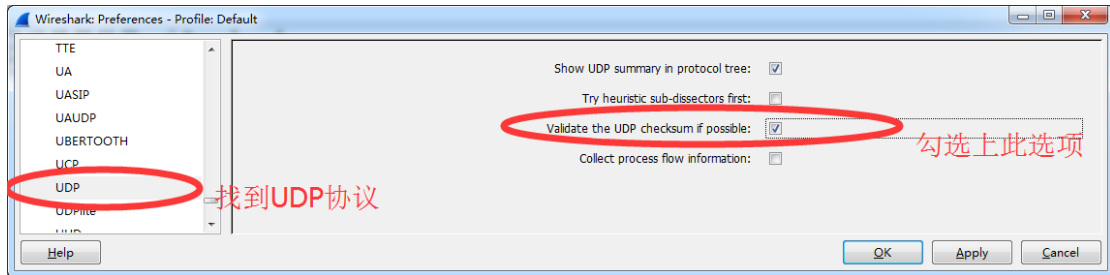 Wireshark: Preferences - Profile: Default
TTE
UA
UASIP
UAUDP
UBERTOOTH
UCP
UDP
UDPlite
Show UDP summary in protocol tree:
Try heuristic sub-dissectors first:
Validate the UDP checksum if possible:
Collect process flow information:
勾选上此选项
找到UDP协议
Help
OK
Apply
Cancel